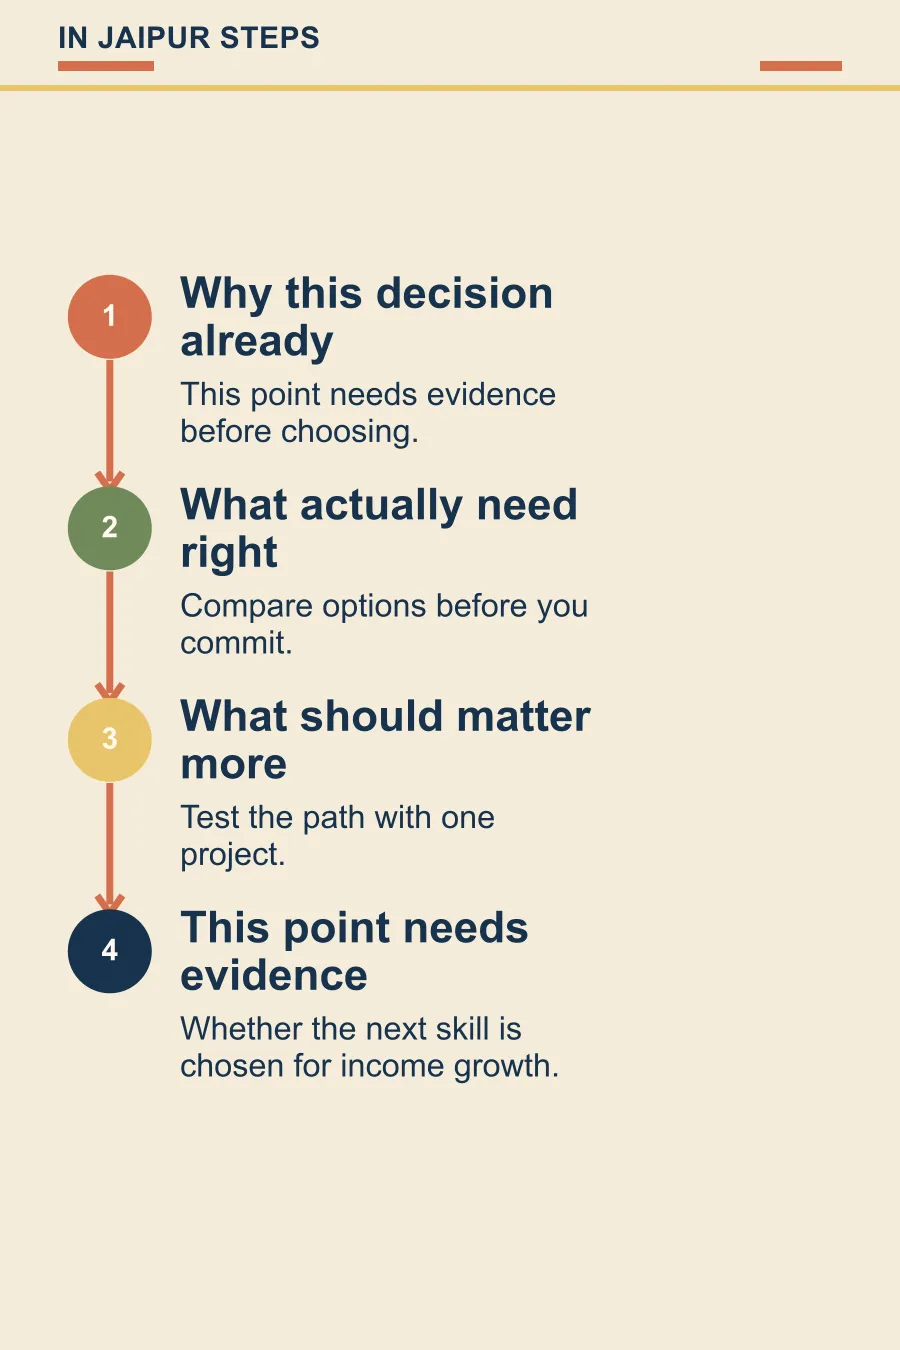 IN JAIPUR STEPS
1
Why this decision
already
This point needs evidence
before choosing.
2
What actually need
right
Compare options before you
commit.
3
What should matter
more
Test the path with one
project.
4
This point needs
evidence
Whether the next skill is
chosen for income growth.